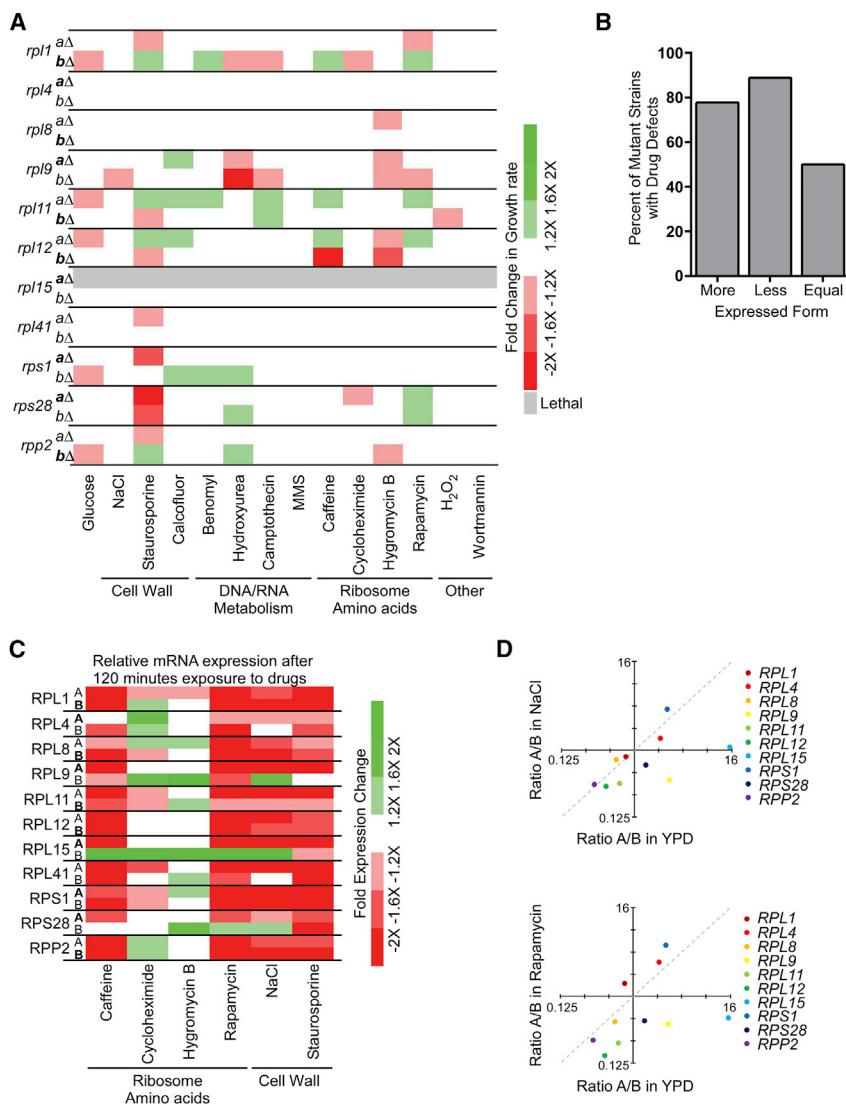 A
rpl1 aΔ
bΔ
rpl4 aΔ
bΔ
rpl8 aΔ
bΔ
rpl9 aΔ
bΔ
rpl11 aΔ
bΔ
rpl12 aΔ
bΔ
rpl15 aΔ
bΔ
rpl41 aΔ
bΔ
rps1 aΔ
bΔ
rps28 aΔ
bΔ
rpp2 aΔ
bΔ
Glucose
NaCl
Staurosporine
Calcofluor
Benomyl
Hydroxyurea
Camptothecin
MMS
Caffeine
Cycloheximide
Hygromycin B
Rapamycin
H2O2
Wortmannin
Cell Wall
DNA/RNA
Metabolism
Ribosome
Amino acids
Other
Fold Change in Growth rate
-2X -1.6X -1.2X
1.2X 1.6X 2X
Lethal
B
Percent of Mutant Strains
with Drug Defects
100
80
60
40
20
0
More Less Equal
Expressed Form
C
Relative mRNA expression after
120 minutes exposure to drugs
RPL1 A
B
RPL4 A
B
RPL8 A
B
RPL9 A
B
RPL11 A
B
RPL12 A
B
RPL15 A
B
RPL41 A
B
RPS1 A
B
RPS28 A
B
RPP2 A
B
Caffeine
Cycloheximide
Hygromycin B
Rapamycin
NaCl
Staurosporine
Ribosome
Amino acids
Cell Wall
Fold Expression Change
-2X -1.6X -1.2X
1.2X 1.6X 2X
D
Ratio A/B in NaCl
16
0.125
16
0.125
Ratio A/B in YPD
RPL1
RPL4
RPL8
RPL9
RPL11
RPL12
RPL15
RPS1
RPS28
RPP2
Ratio A/B in Rapamycin
16
0.125
16
0.125
Ratio A/B in YPD
RPL1
RPL4
RPL8
RPL9
RPL11
RPL12
RPL15
RPS1
RPS28
RPP2